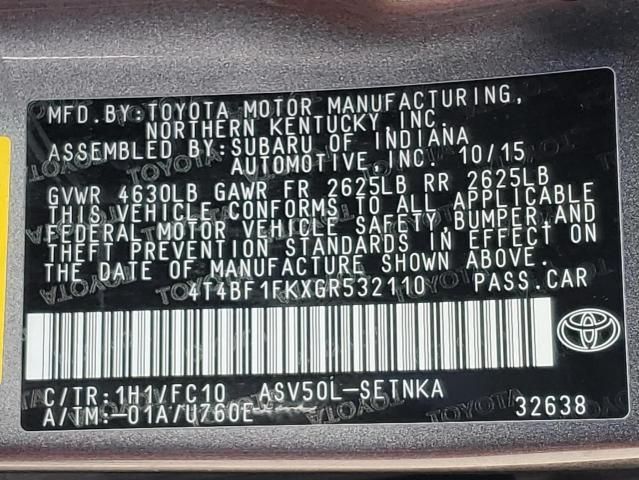 MFD.BY:TOYOTA MOTOR MANUFACTURING,
NORTHERN KENTUCKY, INC.
ASSEMBLED BY:SUBARU OF INDIANA
AUTOMOTIVE, INC. 10/15
GVWR 4630LB GAWR FR 2625LB RR 2625LB
THIS VEHICLE CONFORMS TO ALL APPLICABLE
FEDERAL MOTOR VEHICLE SAFETY,BUMPER AND
THEFT PREVENTION STANDARDS IN EFFECT ON
THE DATE OF MANUFACTURE SHOWN ABOVE.
4T4BF1FKXGR532110 PASS.CAR
C/TR:1H1/FC10 ASV50L-SETNKA
A/TM:-01A/U760E 32638